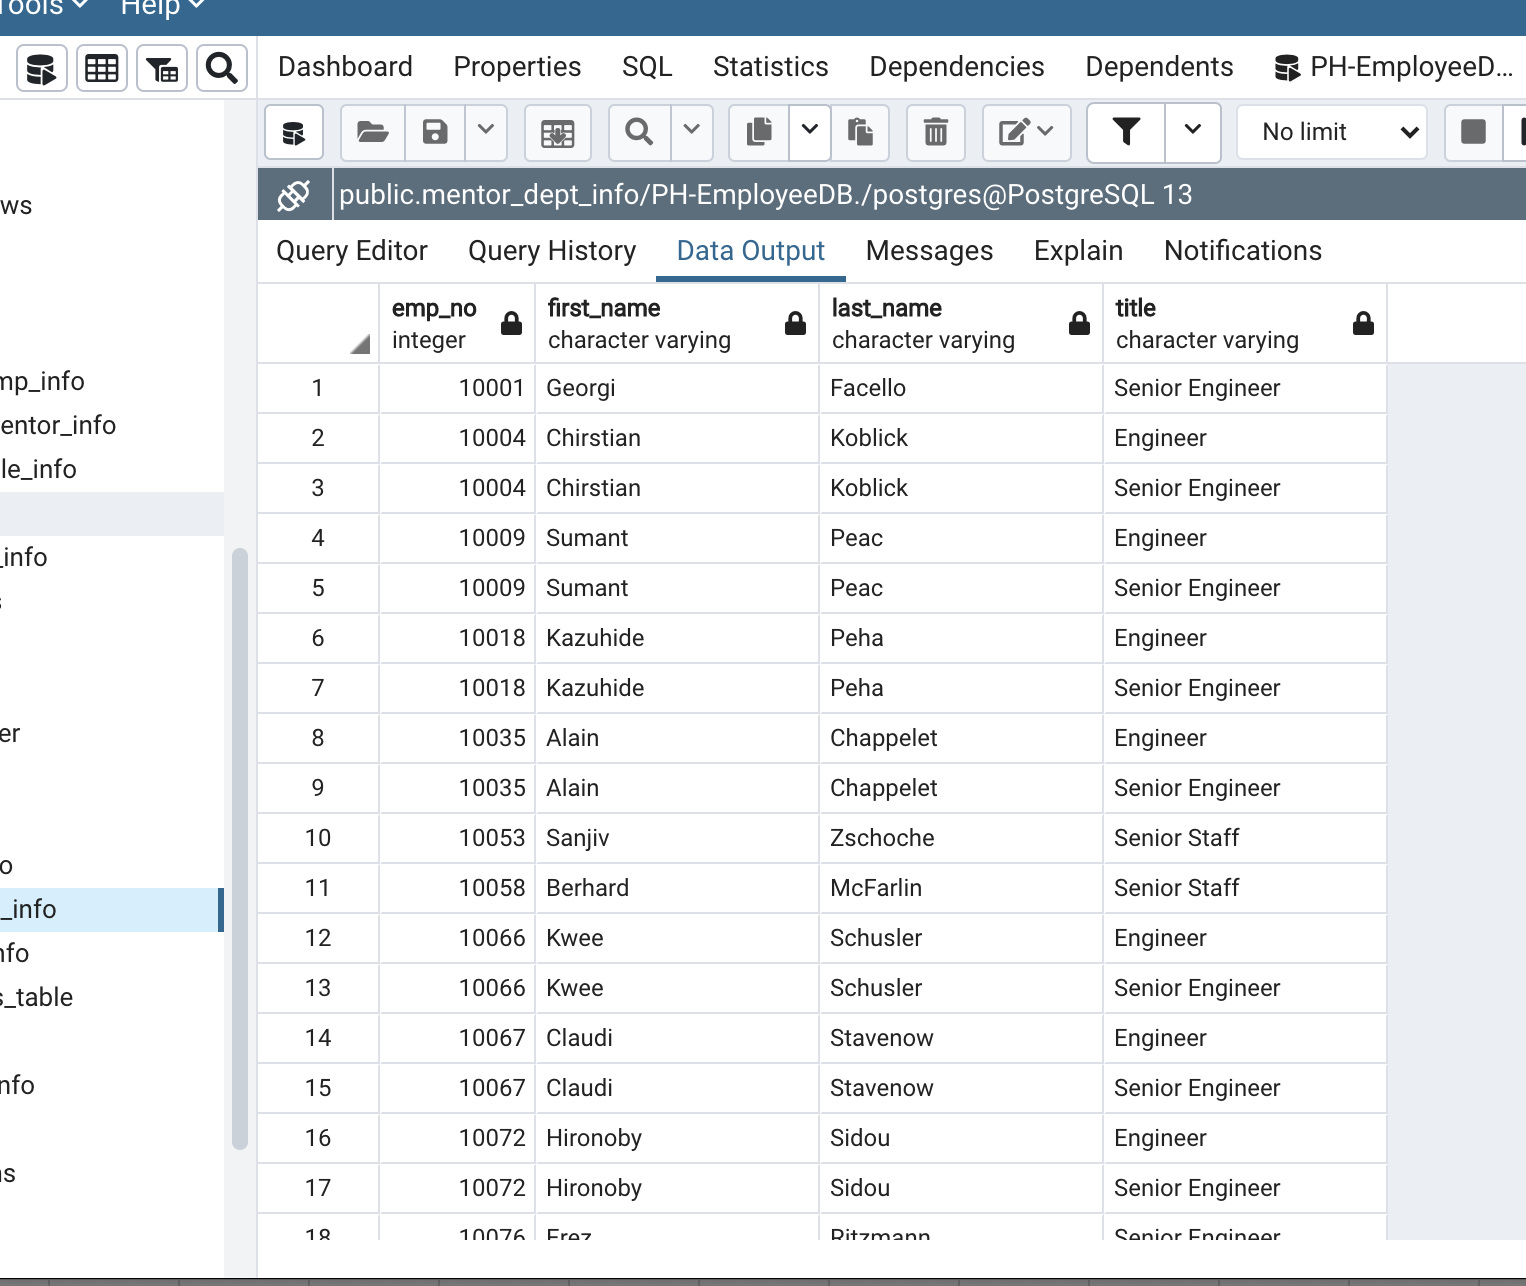 Tools Help
Dashboard Properties SQL Statistics Dependencies Dependents PH-EmployeeD...
No limit
public.mentor_dept_info/PH-EmployeeDB./postgres@PostgreSQL 13
Query Editor Query History Data Output Messages Explain Notifications
ws
mp_info
entor_info
le_info
_info
s
er
o
_info
nfo
s_table
nfo
ns
emp_no first_name last_name title
integer character varying character varying character varying
1 10001 Georgi Facello Senior Engineer
2 10004 Chirstian Koblick Engineer
3 10004 Chirstian Koblick Senior Engineer
4 10009 Sumant Peac Engineer
5 10009 Sumant Peac Senior Engineer
6 10018 Kazuhide Peha Engineer
7 10018 Kazuhide Peha Senior Engineer
8 10035 Alain Chappelet Engineer
9 10035 Alain Chappelet Senior Engineer
10 10053 Sanjiv Zschoche Senior Staff
11 10058 Berhard McFarlin Senior Staff
12 10066 Kwee Schusler Engineer
13 10066 Kwee Schusler Senior Engineer
14 10067 Claudi Stavenow Engineer
15 10067 Claudi Stavenow Senior Engineer
16 10072 Hironoby Sidou Engineer
17 10072 Hironoby Sidou Senior Engineer
18 10076 Erez Ritzmann Senior Engineer